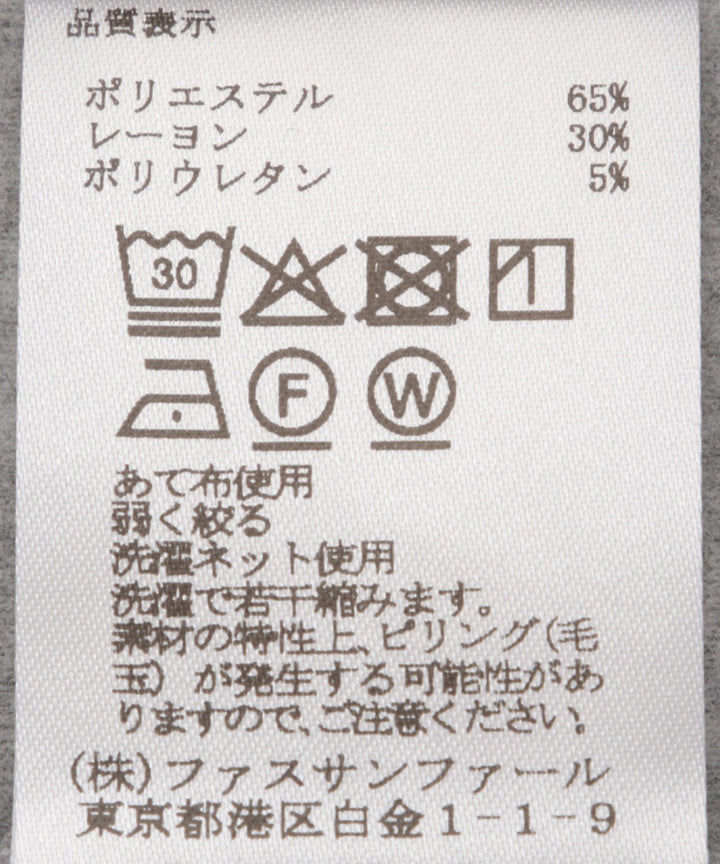 品質表示
ポリエステル 65%
レーヨン 30%
ポリウレタン 5%
30
F W
あて布使用
弱く絞る
洗濯ネット使用
洗濯で若干縮みます。
素材の特性上、ピリング(毛
玉)が発生する可能性があ
りますので、ご注意ください。
(株)ファスサンファール
東京都港区白金1-1-9